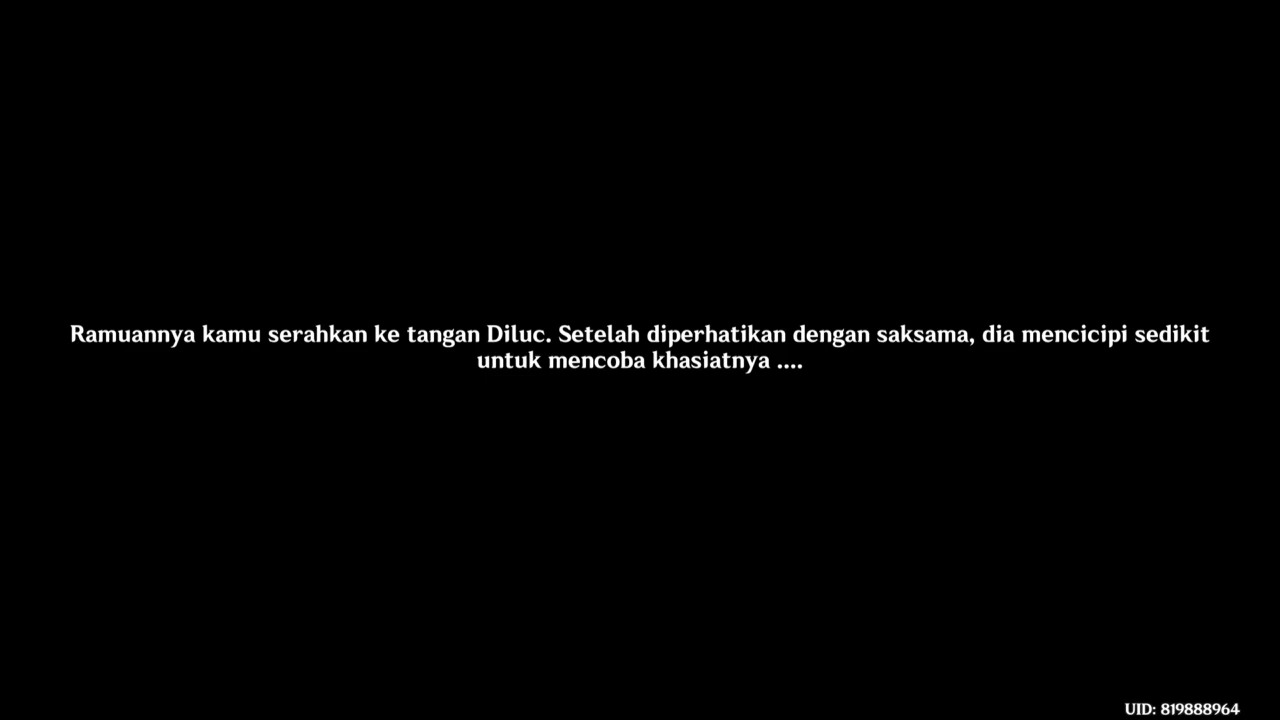 Ramuannya kamu serahkan ke tangan Diluc. Setelah diperhatikan dengan saksama, dia mencicipi sedikit
untuk mencoba khasiatnya ....
UID: 819888964